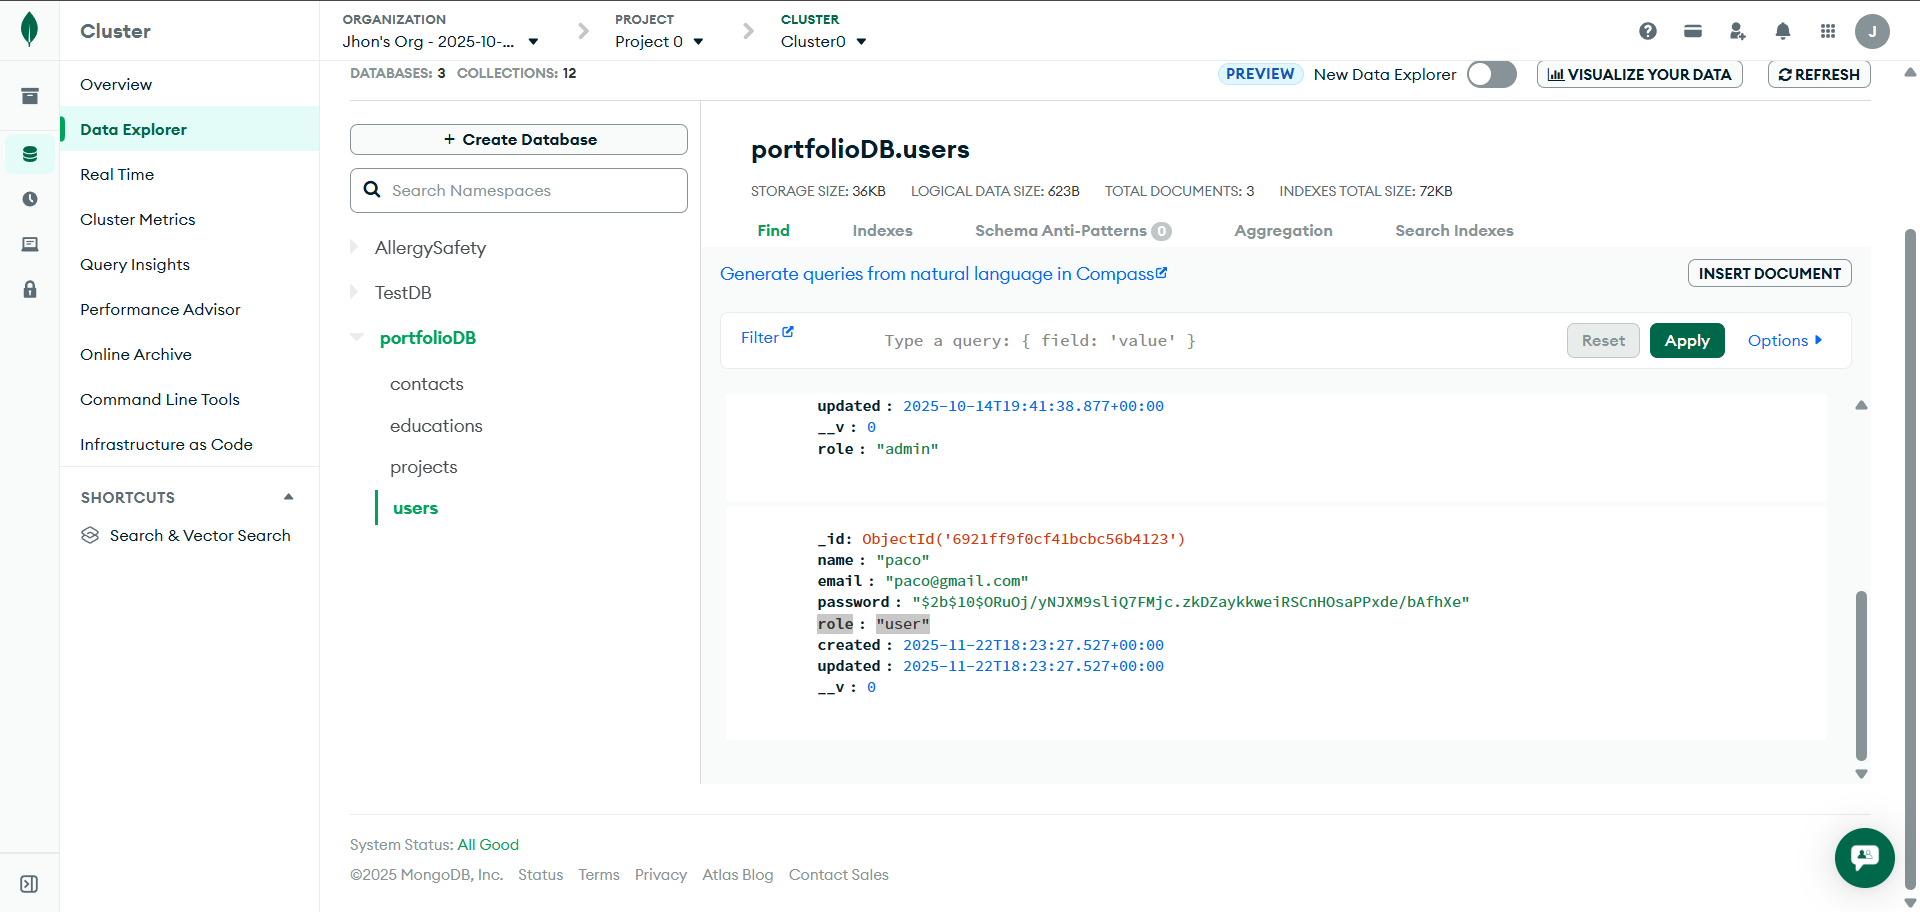 Cluster
ORGANIZATION
Jhon's Org - 2025-10-...
PROJECT
Project 0
CLUSTER
Cluster0
J
Overview
Data Explorer
Real Time
Cluster Metrics
Query Insights
Performance Advisor
Online Archive
Command Line Tools
Infrastructure as Code
SHORTCUTS
Search & Vector Search
DATABASES: 3 COLLECTIONS: 12
PREVIEW New Data Explorer
VISUALIZE YOUR DATA
REFRESH
+ Create Database
Search Namespaces
AllergySafety
TestDB
portfolioDB
contacts
educations
projects
users
portfolioDB.users
STORAGE SIZE: 36KB LOGICAL DATA SIZE: 623B TOTAL DOCUMENTS: 3 INDEXES TOTAL SIZE: 72KB
Find Indexes Schema Anti-Patterns 0 Aggregation Search Indexes
Generate queries from natural language in Compass
INSERT DOCUMENT
Filter
Type a query: { field: 'value' }
Reset
Apply
Options
updated : 2025-10-14T19:41:38.877+00:00
__v : 0
role : "admin"
_id: ObjectId('6921ff9f0cf41bcbc56b4123')
name : "paco"
email : "paco@gmail.com"
password : "$2b$10$ORuOj/yNJXM9sliQ7FMjc.zkDZaykkweiRSCnHOsaPPxde/bAfhXe"
role : "user"
created : 2025-11-22T18:23:27.527+00:00
updated : 2025-11-22T18:23:27.527+00:00
__v : 0
System Status: All Good
©2025 MongoDB, Inc. Status Terms Privacy Atlas Blog Contact Sales